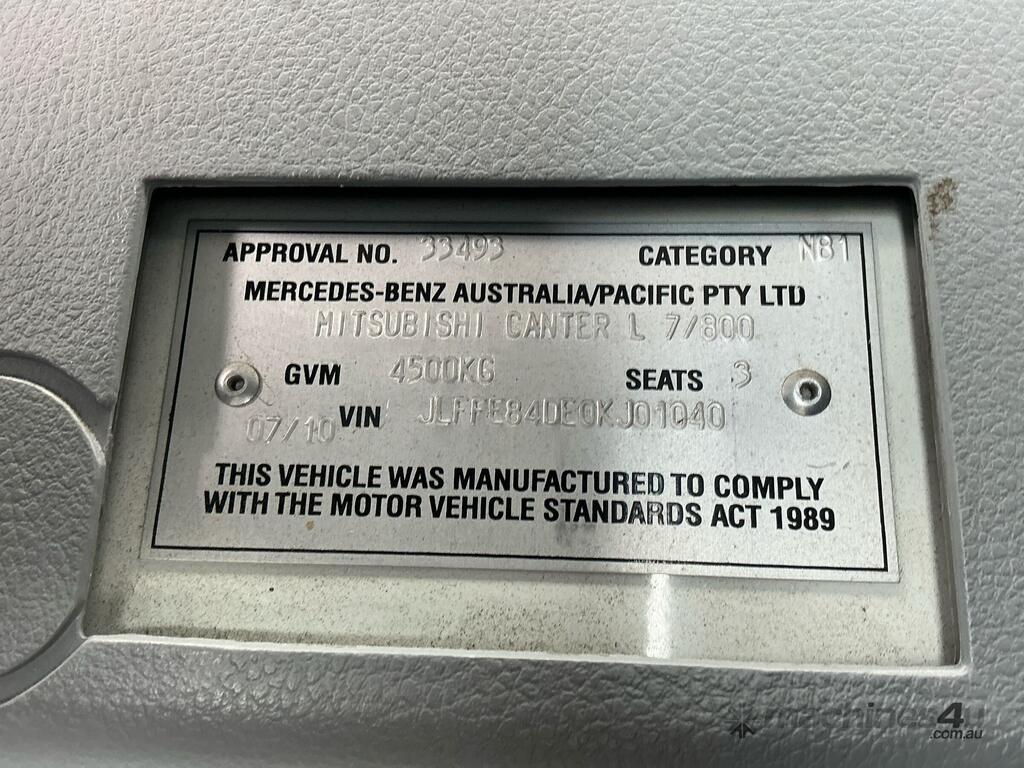 APPROVAL NO. 33493 CATEGORY NB1
MERCEDES-BENZ AUSTRALIA/PACIFIC PTY LTD
MITSUBISHI CANTER L 7/800
GVM 4500KG SEATS 3
07/10 VIN JLFFE84DE0KJ01040
THIS VEHICLE WAS MANUFACTURED TO COMPLY
WITH THE MOTOR VEHICLE STANDARDS ACT 1989
machines4u
.com.au